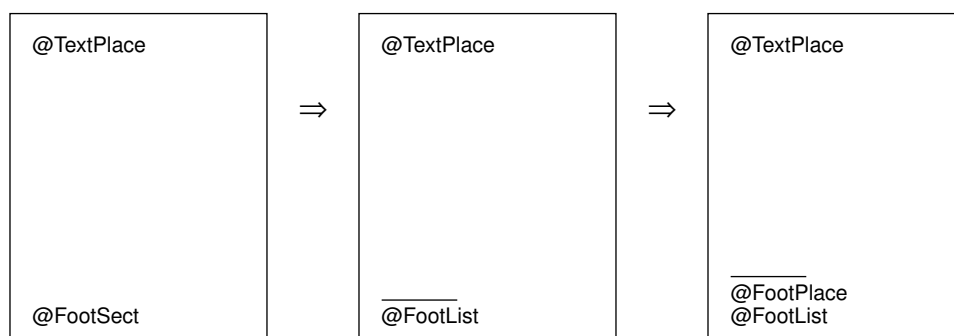 @TextPlace
@FootSect
⇒
@TextPlace
@FootList
⇒
@TextPlace
@FootPlace
@FootList